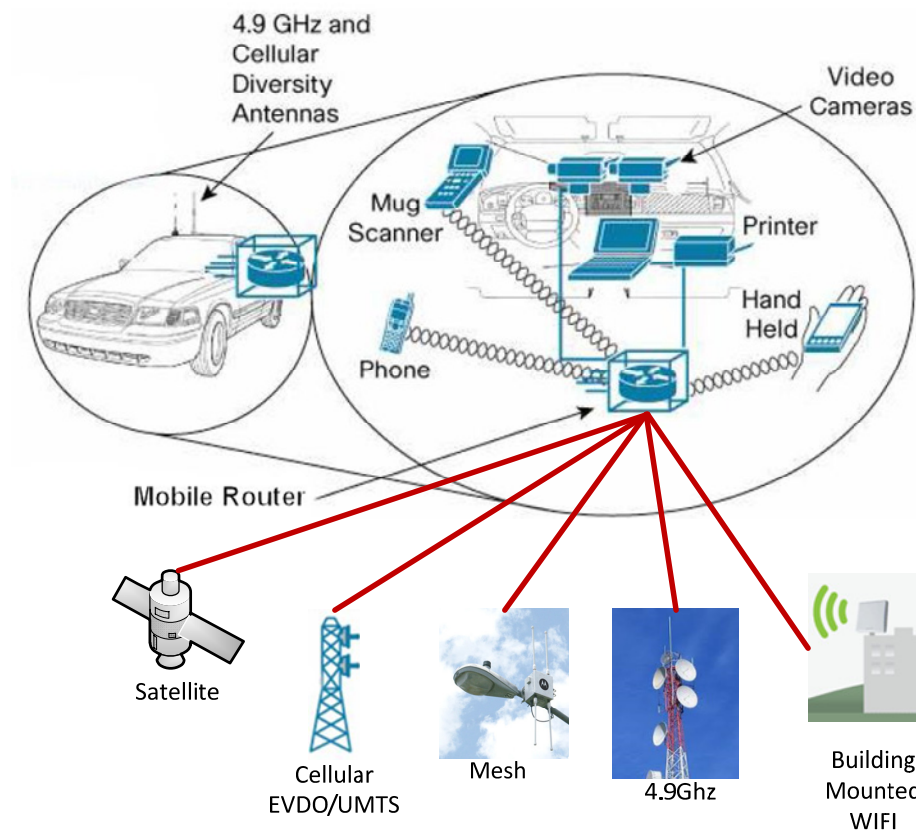 4.9 GHz and
Cellular
Diversity
Antennas
Video
Cameras
Mug
Scanner
Printer
Hand
Held
Phone
Mobile Router
Satellite
Cellular
EVDO/UMTS
Mesh
4.9Ghz
Building
Mounted
WIFI